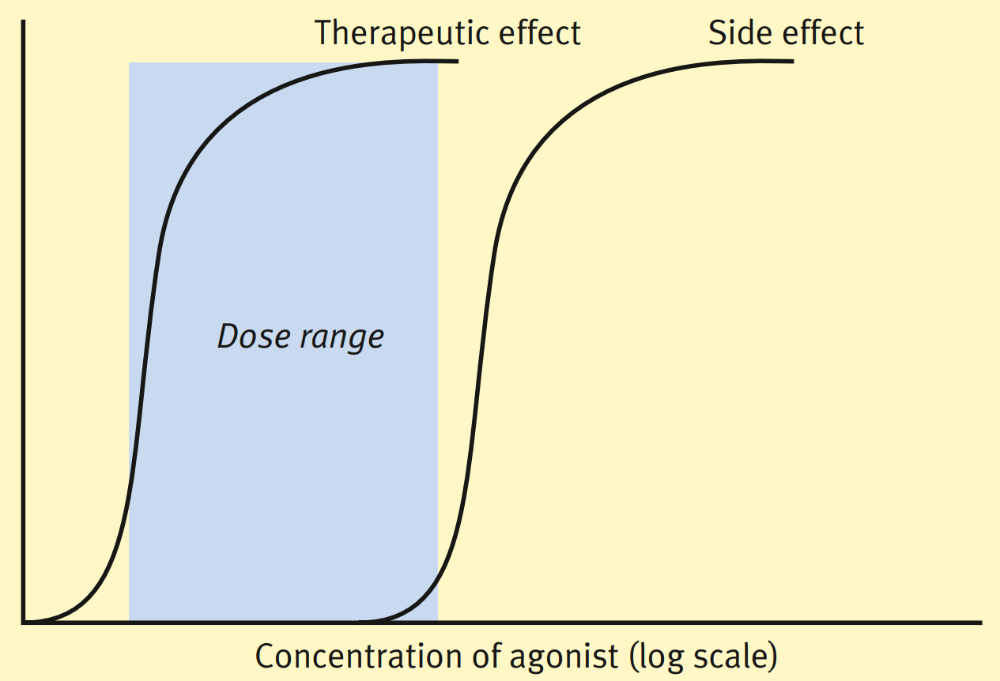 Therapeutic effect
Side effect
Dose range
Concentration of agonist (log scale)